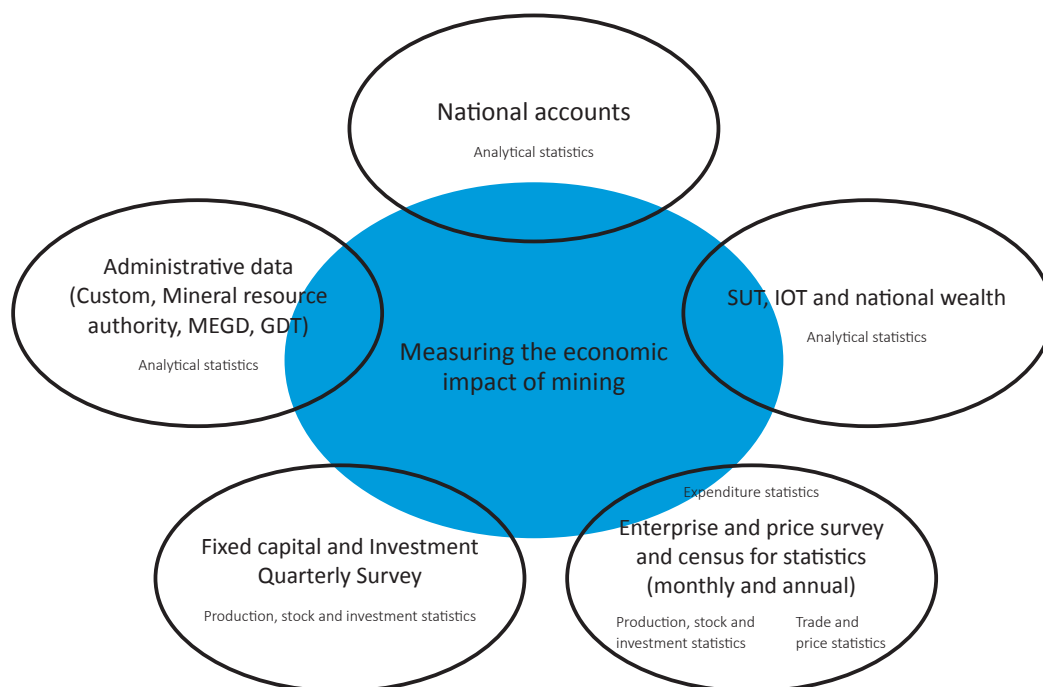 National accounts
Analytical statistics
Administrative data
(Custom, Mineral resource
authority, MEGD, GDT)
Analytical statistics
SUT, IOT and national wealth
Analytical statistics
Measuring the economic
impact of mining
Fixed capital and Investment
Quarterly Survey
Production, stock and investment statistics
Expenditure statistics
Enterprise and price survey
and census for statistics
(monthly and annual)
Production, stock and
investment statistics
Trade and
price statistics